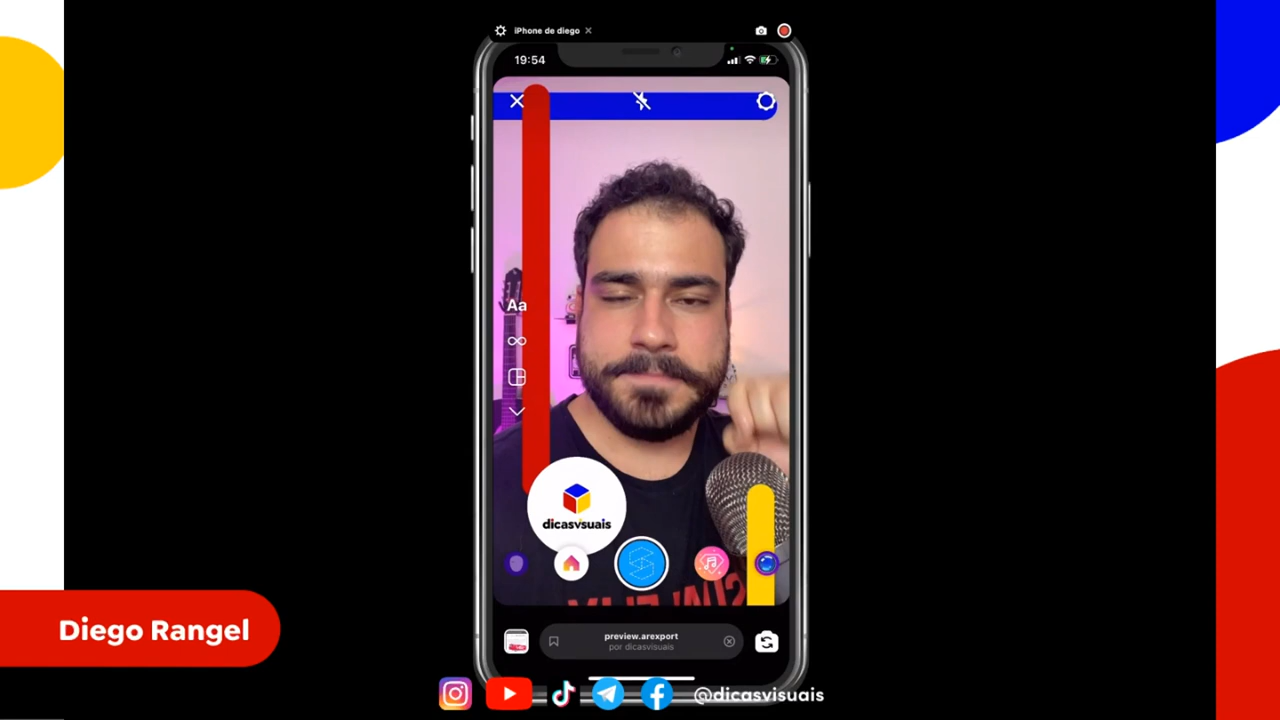 iPhone de diego
19:54
Aa
dicasvsuais
preview.arexport
por dicasvisuais
Diego Rangel
@dicasvisuais